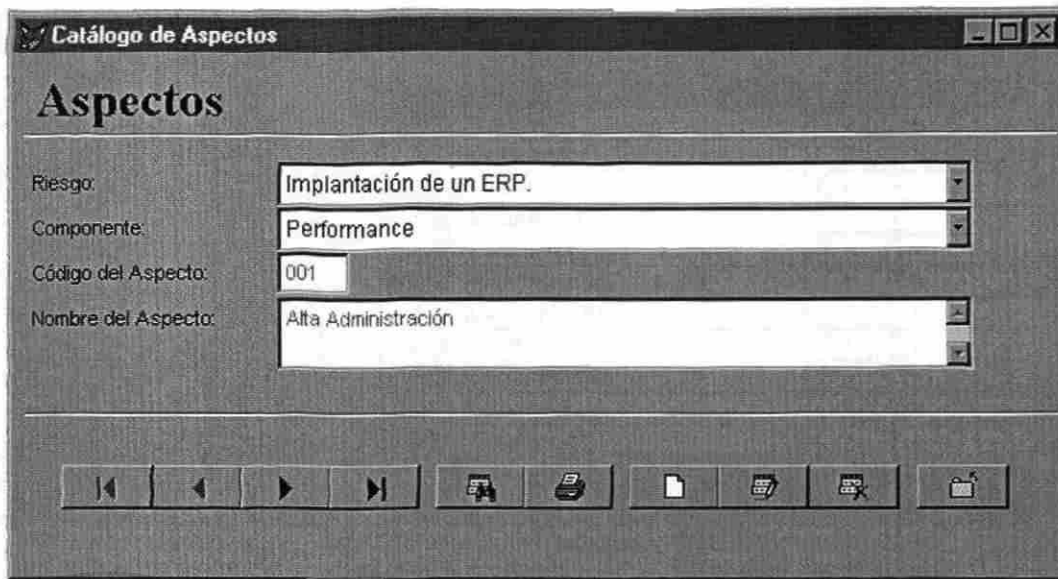 Catálogo de Aspectos
Aspectos
Riesgo: Implantación de un ERP.
Componente: Performance
Código del Aspecto: 001
Nombre del Aspecto: Alta Administración